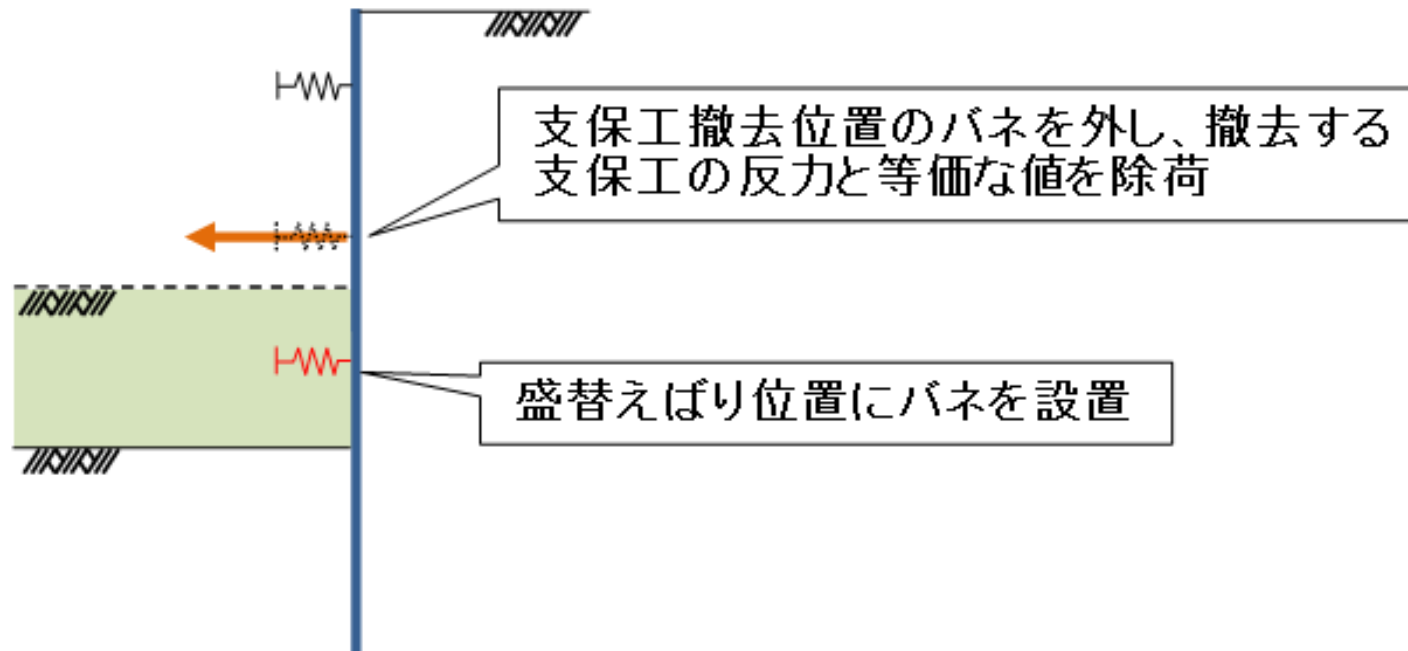 支保工撤去位置のバネを外し、撤去する
支保工の反力と等価な値を除荷
盛替えばり位置にバネを設置